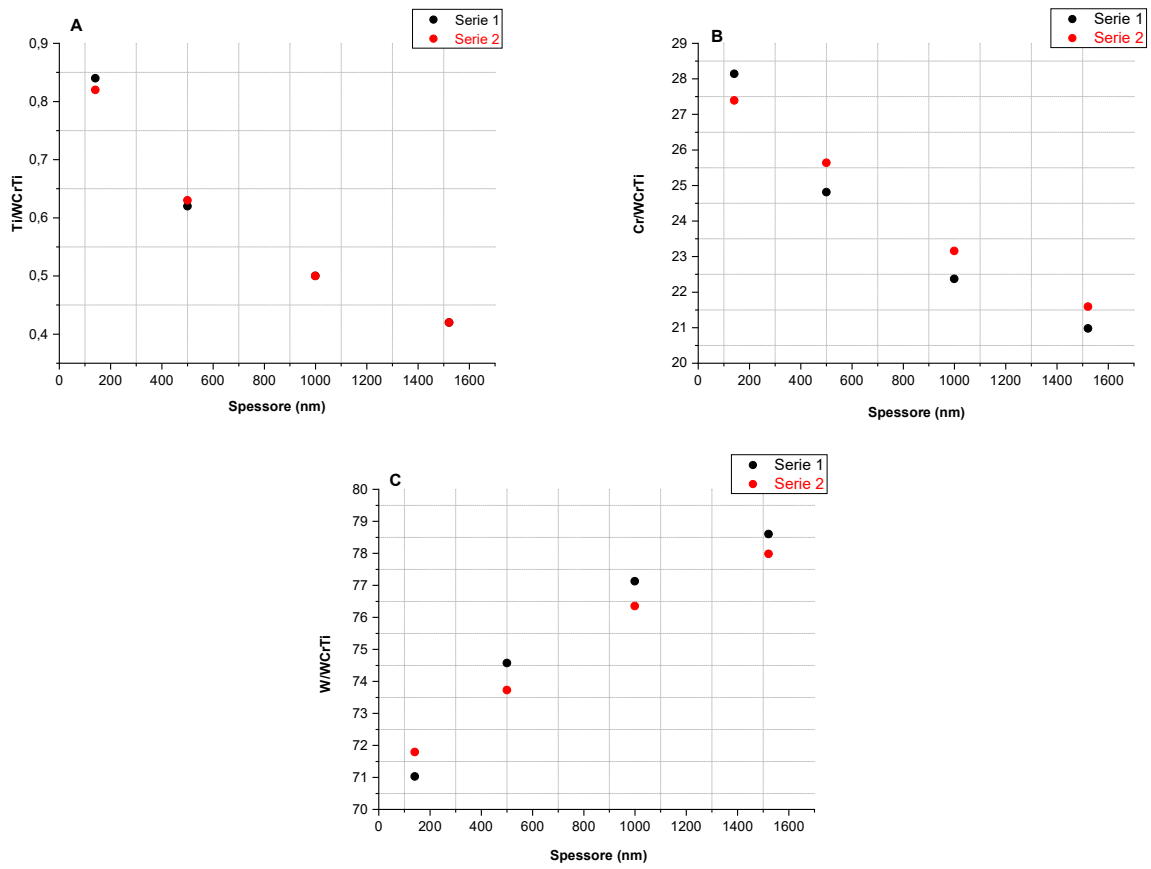 A
Serie 1
Serie 2
0,9
0,8
0,7
0,6
0,5
0,4
Ti/WCrTi
0 200 400 600 800 1000 1200 1400 1600
Spessore (nm)
B
Serie 1
Serie 2
29
28
27
26
25
24
23
22
21
20
Cr/WCrTi
0 200 400 600 800 1000 1200 1400 1600
Spessore (nm)
C
Serie 1
Serie 2
80
79
78
77
76
75
74
73
72
71
70
W/WCrTi
0 200 400 600 800 1000 1200 1400 1600
Spessore (nm)